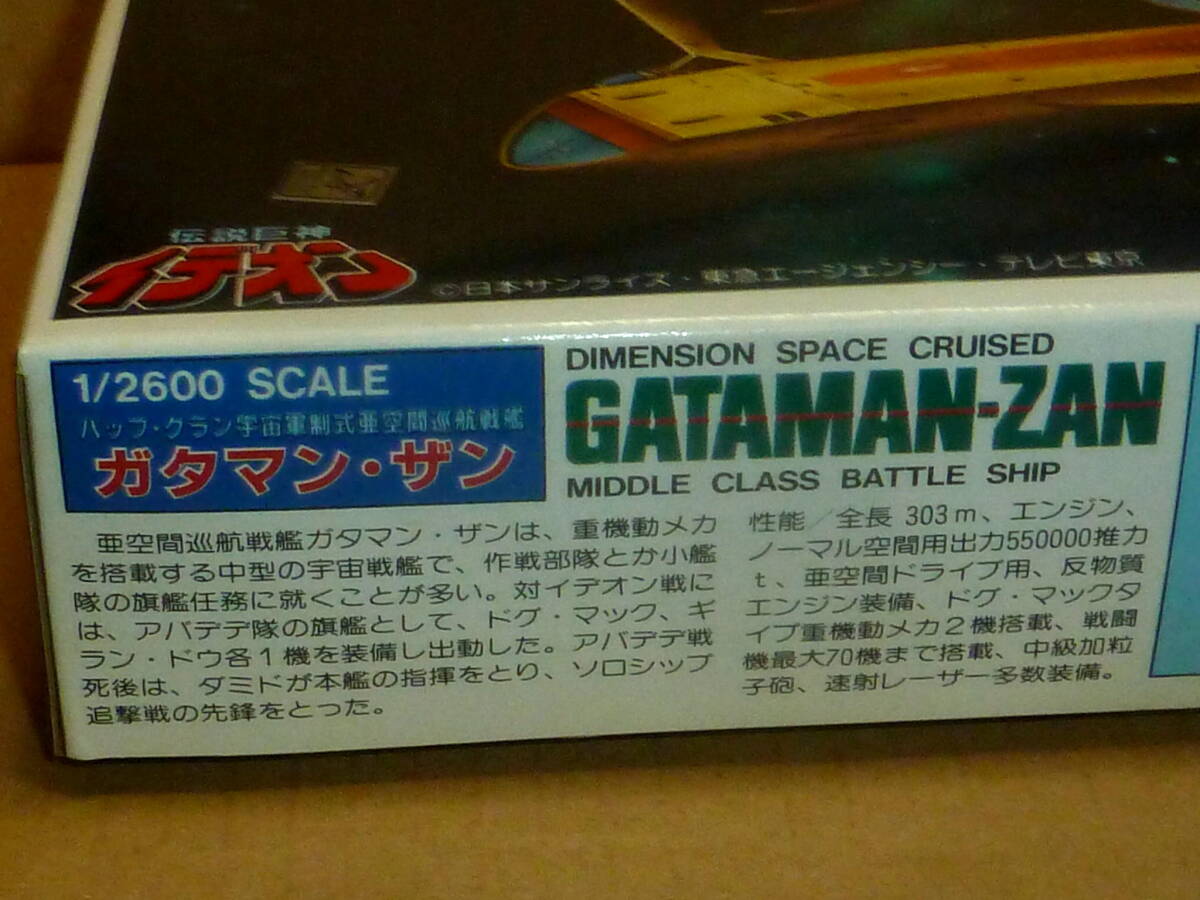 伝説巨神
イデオン
©日本サンライズ・東急エージェンシー・テレビ東京
1/2600 SCALE
バッフ・クラン宇宙軍制式亜空間巡航戦艦
ガタマン・ザン
DIMENSION SPACE CRUISED
GATAMAN-ZAN
MIDDLE CLASS BATTLE SHIP
亜空間巡航戦艦ガタマン・ザンは、重機動メカ
を搭載する中型の宇宙戦艦で、作戦部隊とか小艦
隊の旗艦任務に就くことが多い。対イデオン戦に
は、アバデデ隊の旗艦として、ドグ・マック、ギ
ラン・ドウ各1機を装備し出動した。アバデデ戦
死後は、ダミドが本艦の指揮をとり、ソロシップ
追撃戦の先鋒をとった。
性能/全長 303m、エンジン、
ノーマル空間用出力550000推力
t、亜空間ドライブ用、反物質
エンジン装備、ドグ・マックタ
イプ重機動メカ2機搭載、戦闘
機最大70機まで搭載、中級加粒
子砲、速射レーザー多数装備。